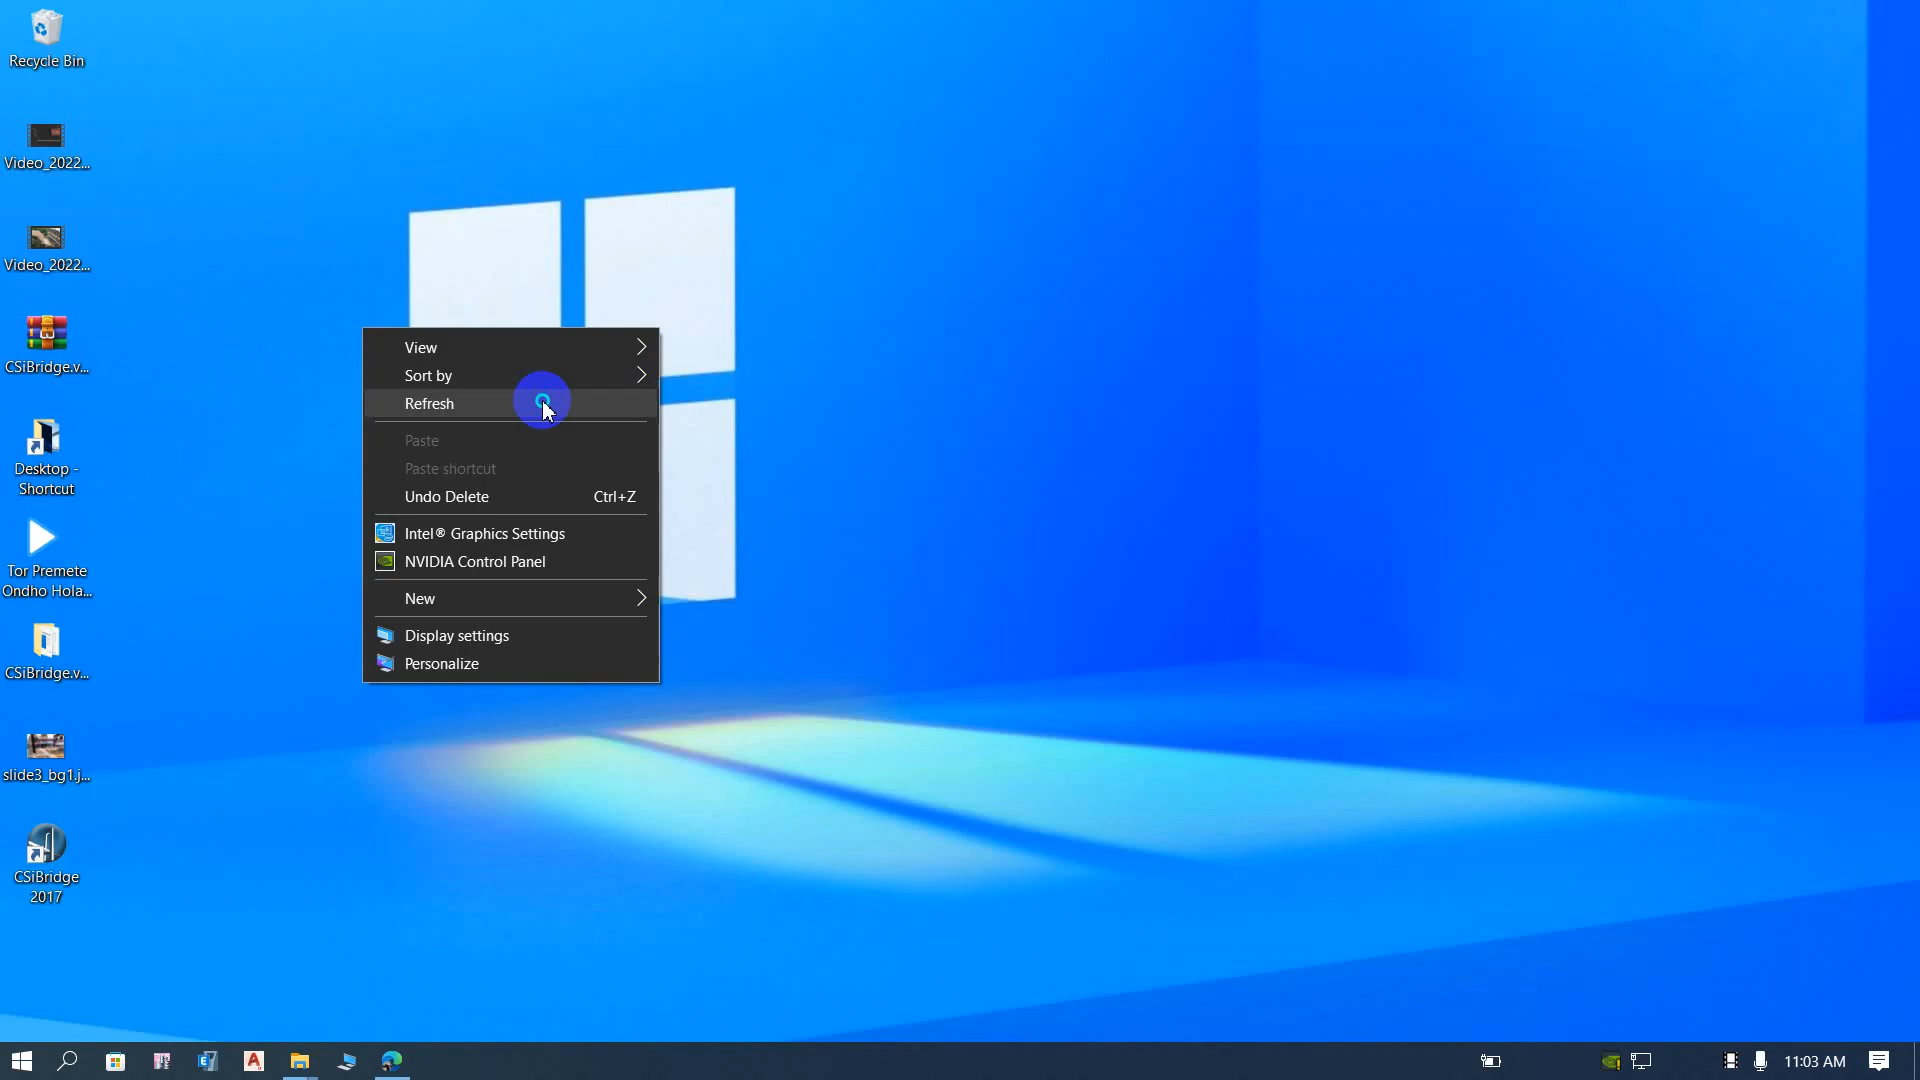 Recycle Bin
Video_2022...
Video_2022...
CSiBridge.v...
Desktop -
Shortcut
Tor Premete
Ondho Hola...
CSiBridge.v...
slide3_bg1.j...
CSiBridge
2017
View
Sort by
Refresh
Paste
Paste shortcut
Undo Delete Ctrl+Z
Intel® Graphics Settings
NVIDIA Control Panel
New
Display settings
Personalize
11:03 AM